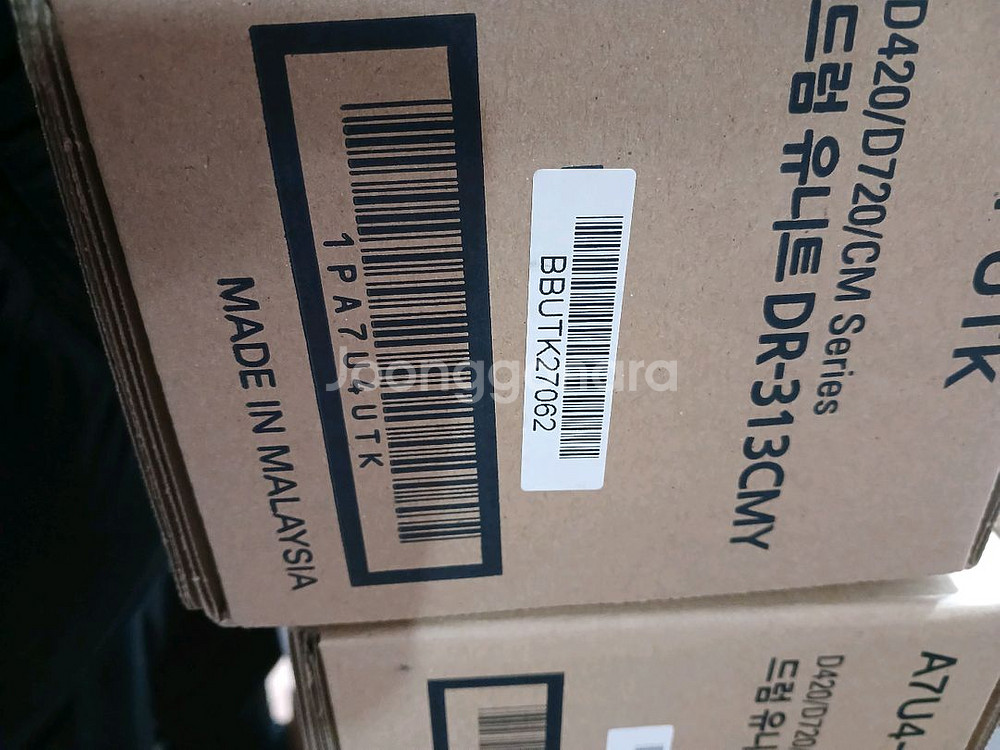 UTK
D420/D720/CM Series
드럼 유니트 DR-313CMY
BBUTK27062
1PA7U4UTK
MADE IN MALAYSIA
A7U4
D420/D720
드럼 유니
Joonggonara